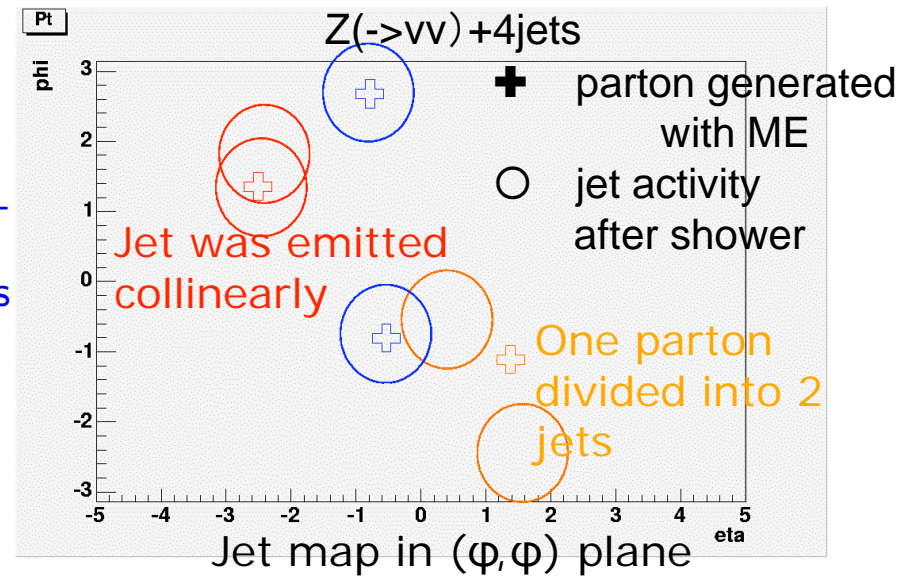 Pt
Z(->νν)+4jets
phi
parton generated
with ME
jet activity
after shower
Jet was emitted
collinearly
s
One parton
divided into 2
jets
3
2
1
0
-1
-2
-3
-5 -4 -3 -2 -1 0 1 2 3 4 5
eta
Jet map in (φ,φ) plane